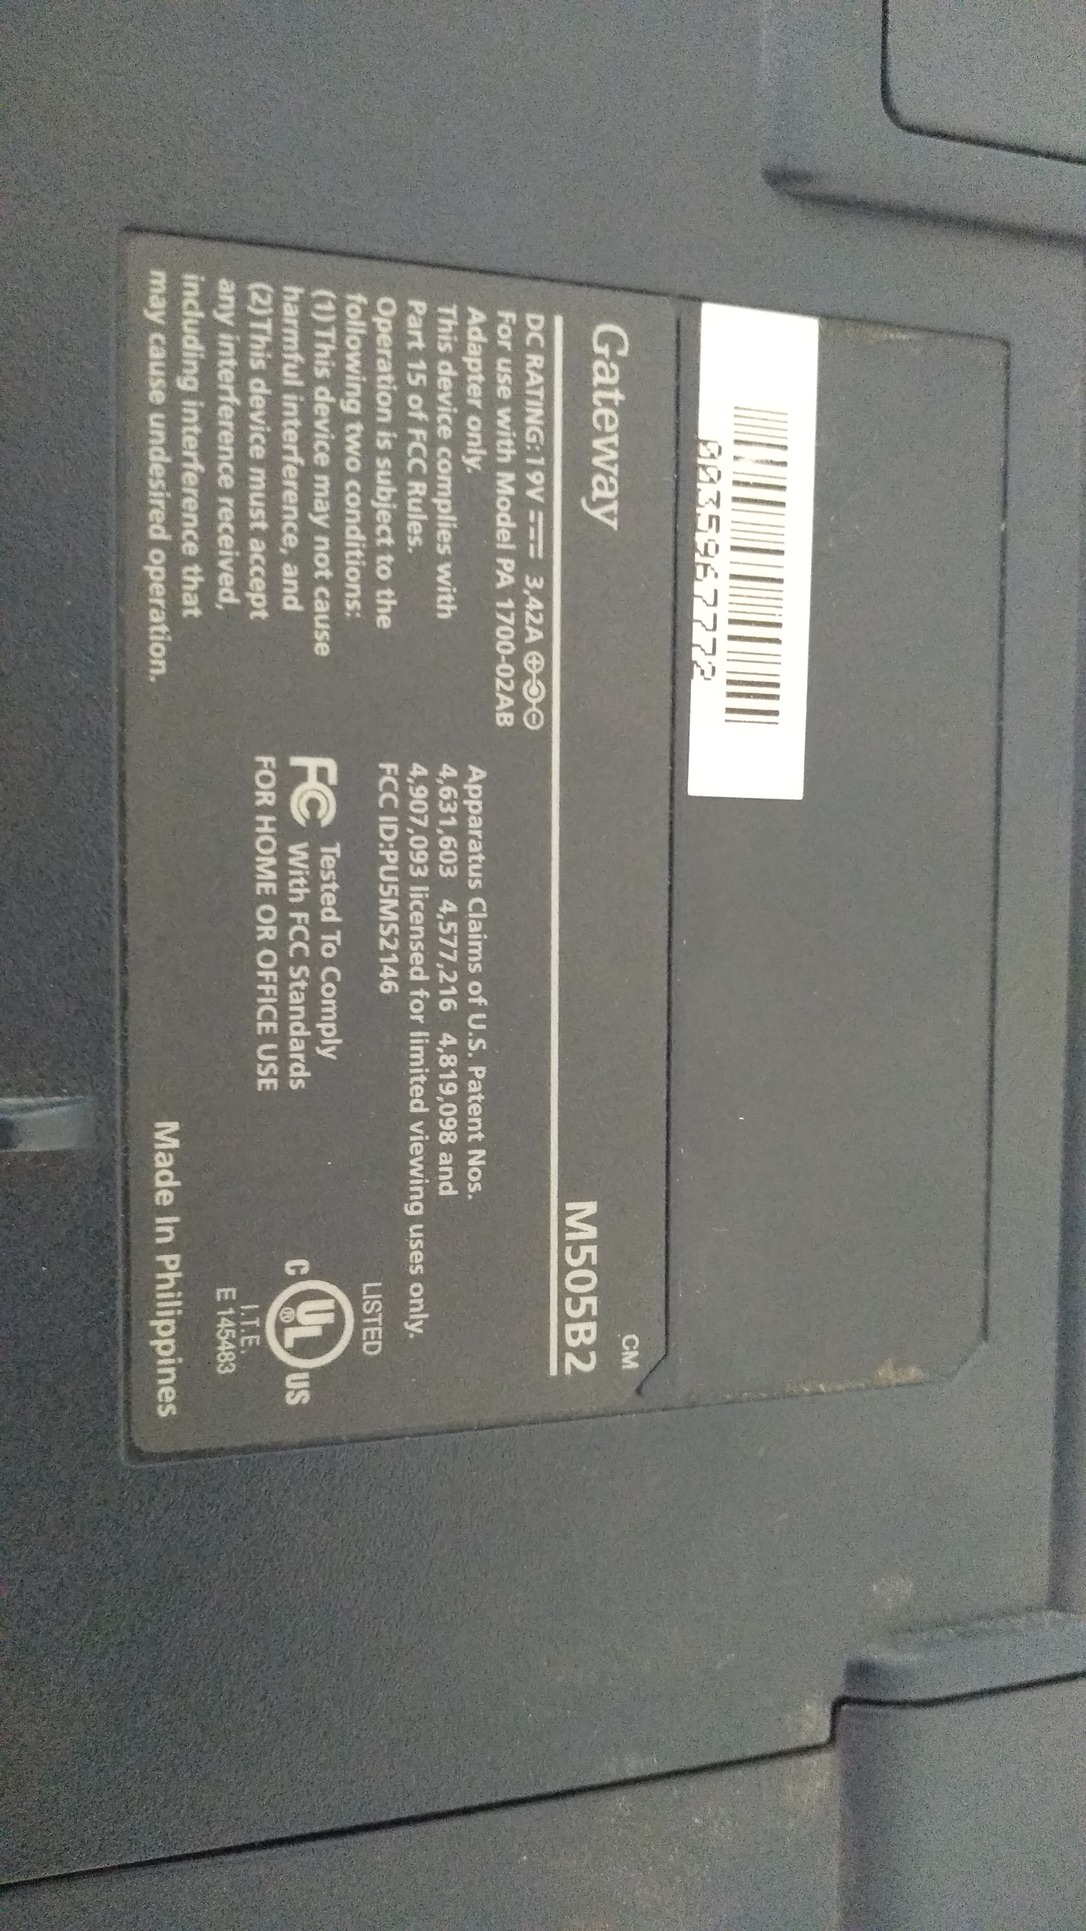 0035967772
Gateway
CM
M505B2
DC RATING:19V 3,42A
For use with Model PA 1700-02AB
Adapter only.
This device complies with
Part 15 of FCC Rules.
Operation is subject to the
following two conditions:
(1)This device may not cause
harmful interference, and
(2)This device must accept
any interference received,
including interference that
may cause undesired operation.
Apparatus Claims of U.S. Patent Nos.
4,631,603 4,577,216 4,819,098 and
4,907,093 licensed for limited viewing uses only.
FCC ID:PU5MS2146
FC Tested To Comply
With FCC Standards
FOR HOME OR OFFICE USE
LISTED
C UL® US
I.T.E.
E 145483
Made In Philippines